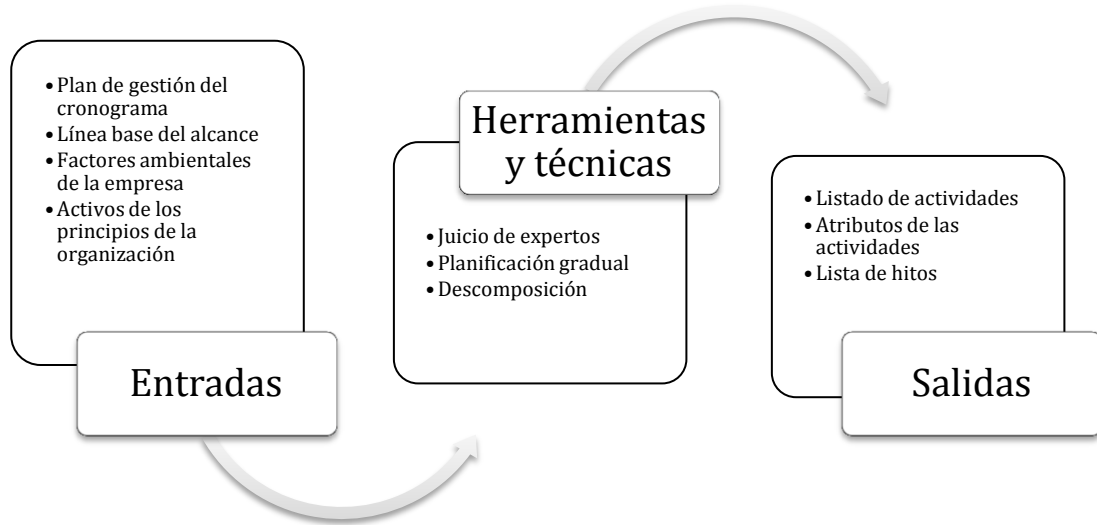 • Plan de gestión del
cronograma
• Línea base del alcance
• Factores ambientales
de la empresa
• Activos de los
principios de la
organización
Entradas
Herramientas
y técnicas
• Juicio de expertos
• Planificación gradual
• Descomposición
• Listado de actividades
• Atributos de las
actividades
• Lista de hitos
Salidas